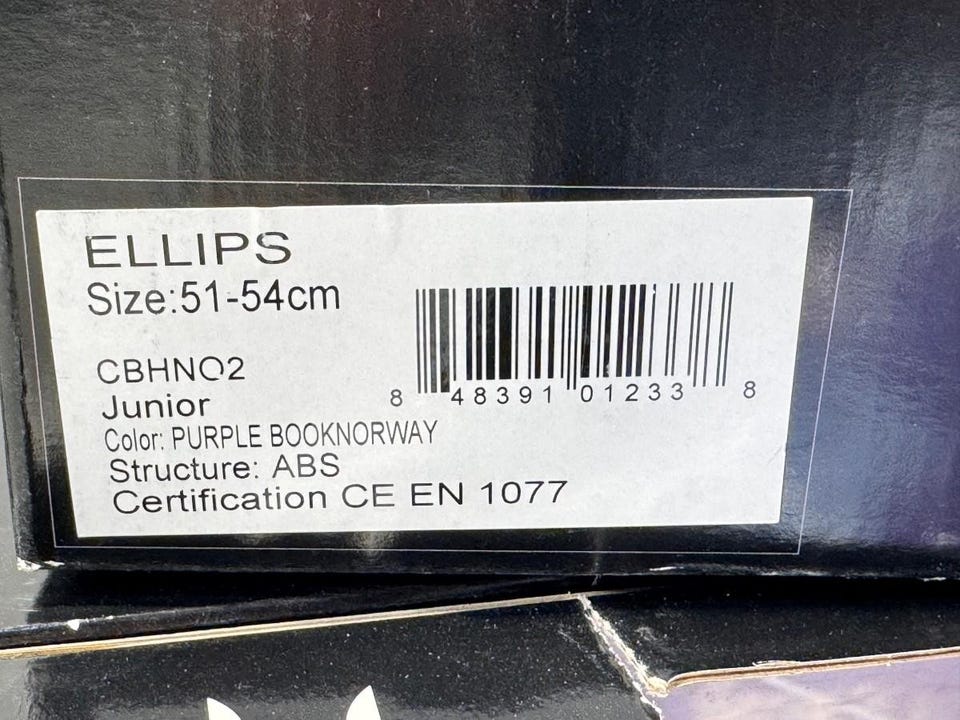 ELLIPS
Size:51-54cm
CBHNO2
Junior
Color: PURPLE BOOKNORWAY
Structure: ABS
Certification CE EN 1077
8 48391 01233 8